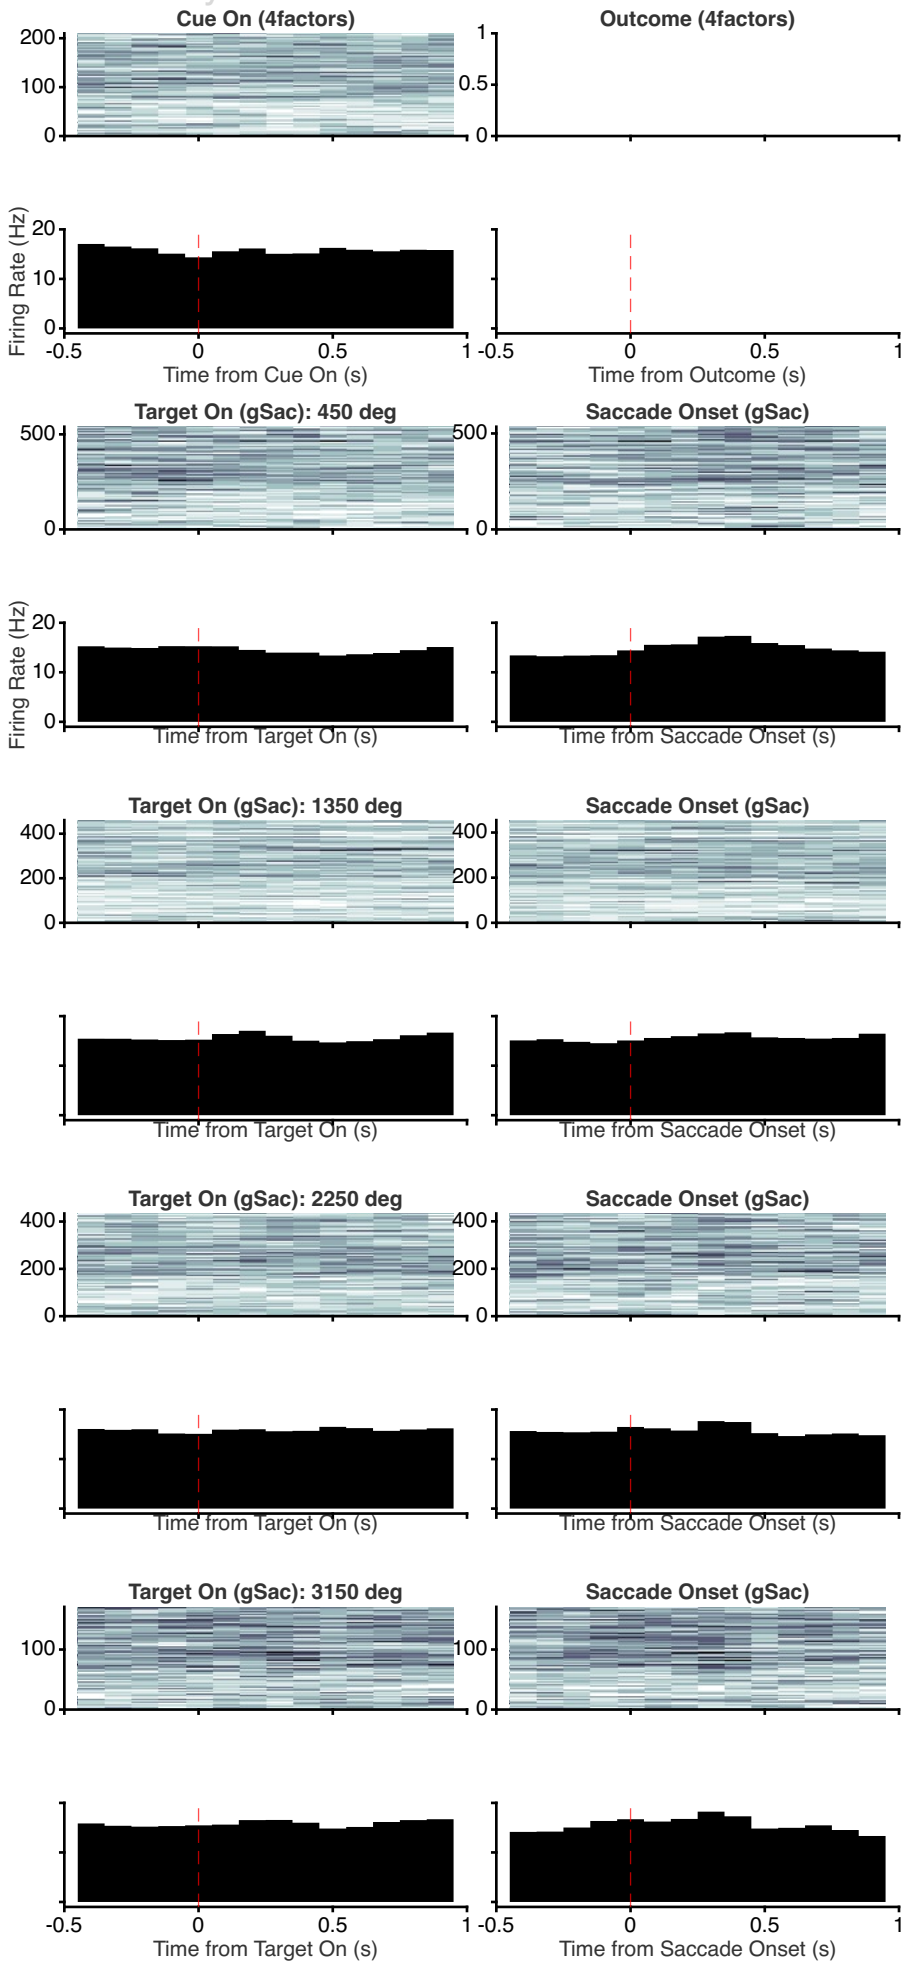 Cue On (4factors)
Outcome (4factors)
200
100
0
1
0.5
0
Firing Rate (Hz)
20
10
0
-0.5 0 0.5 1
Time from Cue On (s)
-0.5 0 0.5 1
Time from Outcome (s)
Target On (gSac): 450 deg
Saccade Onset (gSac)
500
0
500
0
Firing Rate (Hz)
20
10
0
Time from Target On (s)
Time from Saccade Onset (s)
Target On (gSac): 1350 deg
Saccade Onset (gSac)
400
200
0
400
200
0
Time from Target On (s)
Time from Saccade Onset (s)
Target On (gSac): 2250 deg
Saccade Onset (gSac)
400
200
0
400
200
0
Time from Target On (s)
Time from Saccade Onset (s)
Target On (gSac): 3150 deg
Saccade Onset (gSac)
100
0
100
0
-0.5 0 0.5 1
Time from Target On (s)
-0.5 0 0.5 1
Time from Saccade Onset (s)